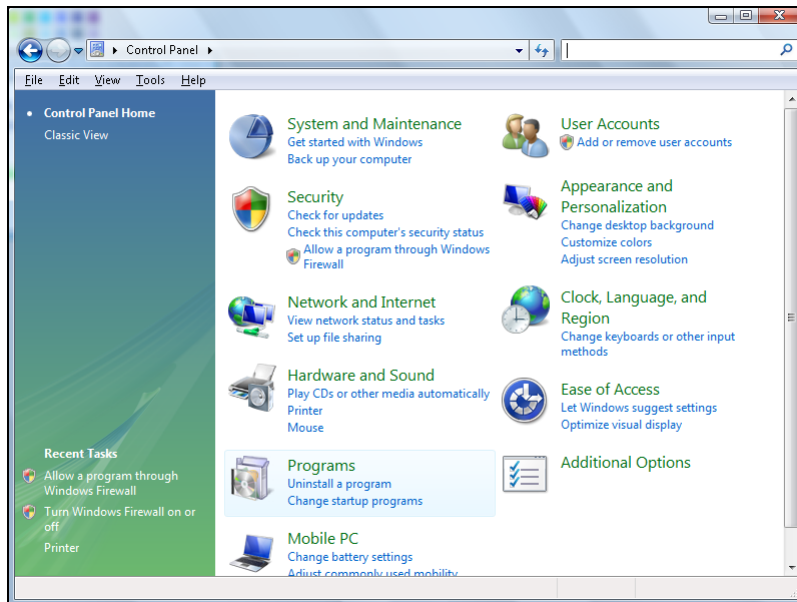 Control Panel
File Edit View Tools Help
Control Panel Home
Classic View
Recent Tasks
Allow a program through
Windows Firewall
Turn Windows Firewall on or
off
Printer
System and Maintenance
Get started with Windows
Back up your computer
Security
Check for updates
Check this computer's security status
Allow a program through Windows
Firewall
Network and Internet
View network status and tasks
Set up file sharing
Hardware and Sound
Play CDs or other media automatically
Printer
Mouse
Programs
Uninstall a program
Change startup programs
Mobile PC
Change battery settings
Adjust commonly used mobility
User Accounts
Add or remove user accounts
Appearance and
Personalization
Change desktop background
Customize colors
Adjust screen resolution
Clock, Language, and
Region
Change keyboards or other input
methods
Ease of Access
Let Windows suggest settings
Optimize visual display
Additional Options